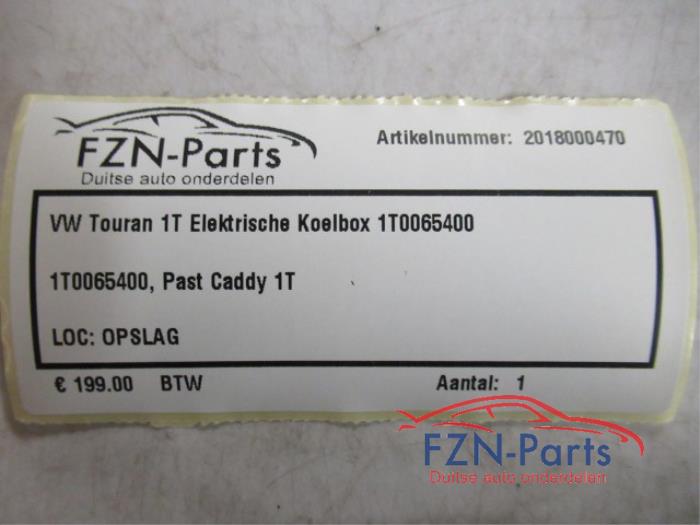 FZN-Parts
Duitse auto onderdelen
Artikelnummer: 2018000470
VW Touran 1T Elektrische Koelbox 1T0065400
1T0065400, Past Caddy 1T
LOC: OPSLAG
€ 199.00 BTW Aantal: 1
FZN-Parts
Duitse auto onderdelen